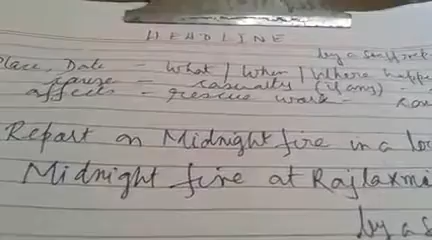 HEADLINE
by a staff rep
Place, Date - What / When / Where happe
cause - casualty (if any) -
affects - rescue work -
Report on Midnight fire in a lo
Midnight fire at Rajlaxmi
by a s